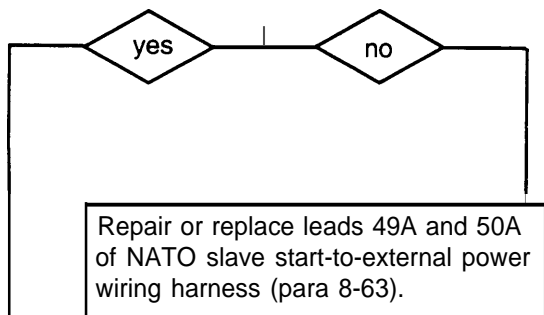 yes
no
Repair or replace leads 49A and 50A
of NATO slave start-to-external power
wiring harness (para 8-63).